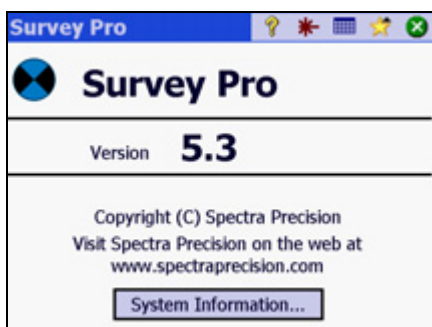 Survey Pro
Survey Pro
Version 5.3
Copyright (C) Spectra Precision
Visit Spectra Precision on the web at
www.spectraprecision.com
System Information...